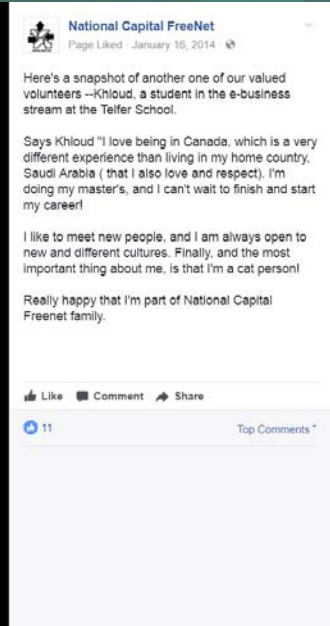 National Capital FreeNet
Page Liked · January 16, 2014 ·
Here's a snapshot of another one of our valued
volunteers --Khloud, a student in the e-business
stream at the Telfer School.
Says Khloud "I love being in Canada, which is a very
different experience than living in my home country,
Saudi Arabia ( that I also love and respect). I'm
doing my master's, and I can't wait to finish and start
my career!
I like to meet new people, and I am always open to
new and different cultures. Finally, and the most
important thing about me, is that I'm a cat person!
Really happy that I'm part of National Capital
Freenet family.
Like Comment Share
11 Top Comments